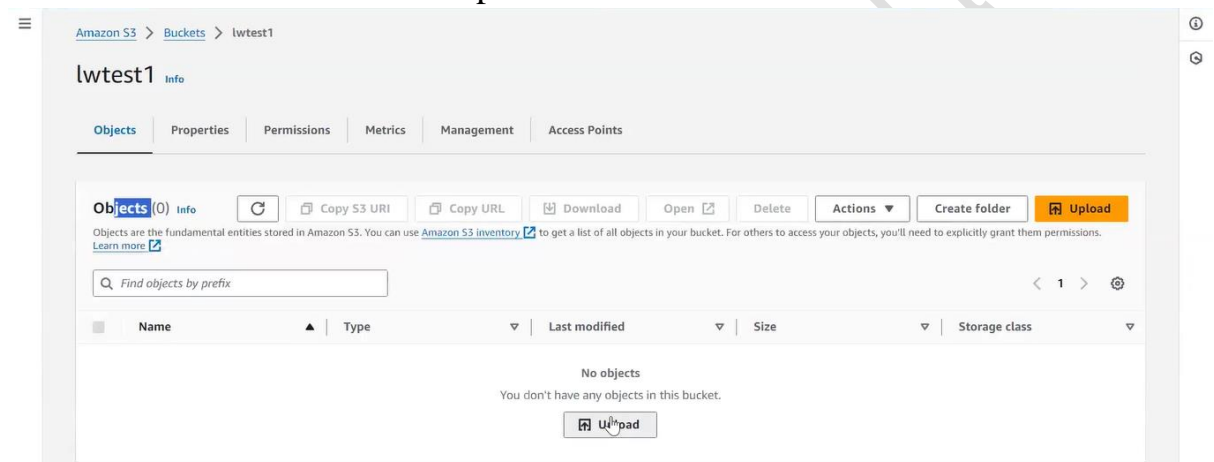 Amazon S3 > Buckets > lwtest1
lwtest1 Info
Objects Properties Permissions Metrics Management Access Points
Objects (0) Info Copy S3 URI Copy URL Download Open Delete Actions Create folder Upload
Objects are the fundamental entities stored in Amazon S3. You can use Amazon S3 inventory to get a list of all objects in your bucket. For others to access your objects, you'll need to explicitly grant them permissions.
Learn more
Find objects by prefix < 1 >
Name Type Last modified Size Storage class
No objects
You don't have any objects in this bucket.
Upload